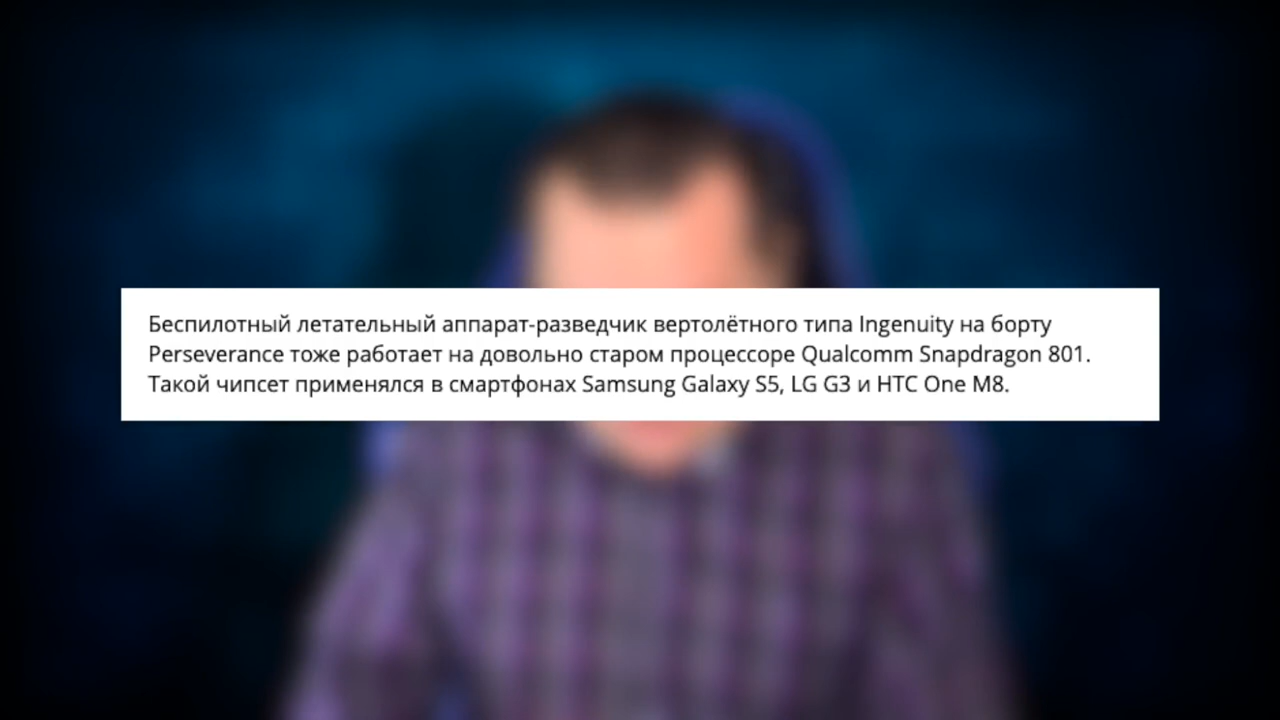 Беспилотный летательный аппарат-разведчик вертолётного типа Ingenuity на борту
Perseverance тоже работает на довольно старом процессоре Qualcomm Snapdragon 801.
Такой чипсет применялся в смартфонах Samsung Galaxy S5, LG G3 и HTC One M8.